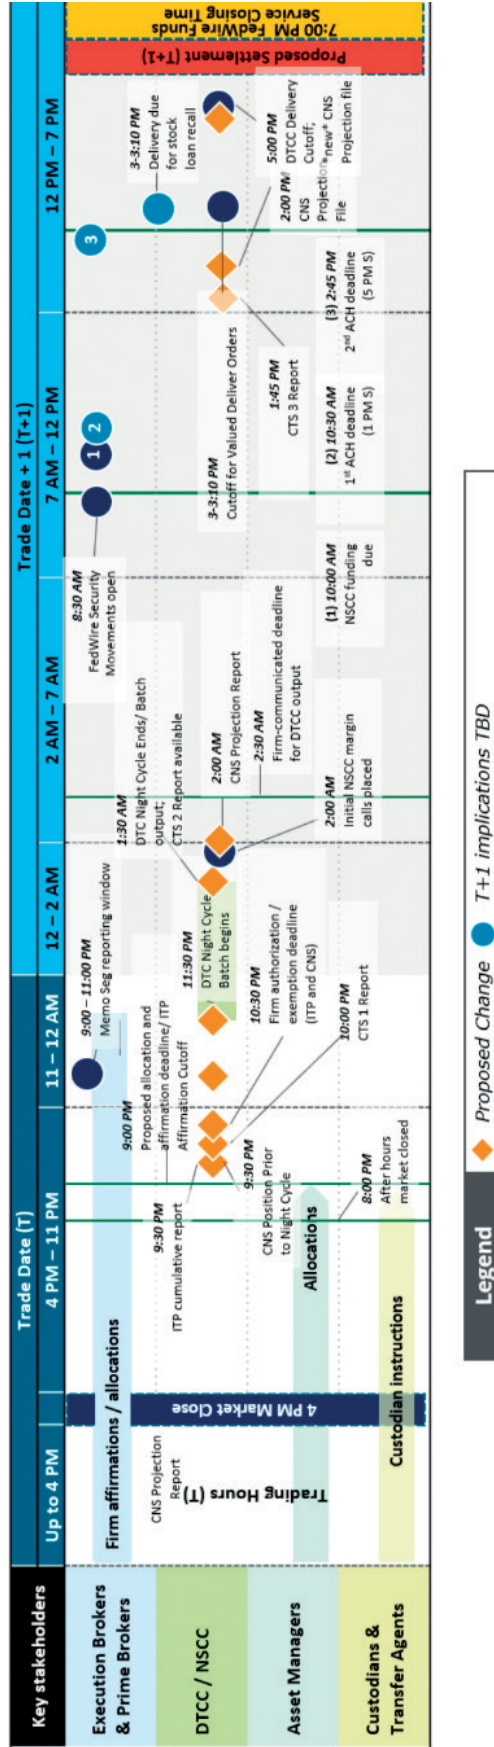 Key stakeholders
Trade Date (T)
Trade Date + 1 (T+1)
Up to 4 PM
4 PM – 11 PM
11 – 12 AM
12 – 2 AM
2 AM – 7 AM
7 AM – 12 PM
12 PM – 7 PM
Execution Brokers
& Prime Brokers
DTCC / NSCC
Asset Managers
Custodians &
Transfer Agents
Firm affirmations / allocations
CNS Projection
Report
Trading Hours (T)
4 PM Market Close
Allocations
Custodian instructions
9:30 PM
ITP cumulative report
9:00 PM
Proposed allocation and
affirmation deadline/ ITP
Affirmation Cutoff
9:00 – 11:00 PM
Memo Seg reporting window
9:30 PM
CNS Position Prior
to Night Cycle
8:00 PM
After hours
market closed
10:00 PM
CTS 1 Report
10:30 PM
Firm authorization /
exemption deadline
(ITP and CNS)
11:30 PM
DTC Night Cycle
Batch begins
1:30 AM
DTC Night Cycle Ends/ Batch
output;
CTS 2 Report available
2:00 AM
CNS Projection Report
2:30 AM
Firm-communicated deadline
for DTCC output
2:00 AM
Initial NSCC margin
calls placed
8:30 AM
FedWire Security
Movements open
1
2
3
(1) 10:00 AM
NSCC funding
due
(2) 10:30 AM
1st ACH deadline
(1 PM S)
(3) 2:45 PM
2nd ACH deadline
(5 PM S)
3-3:10 PM
Cutoff for Valued Deliver Orders
1:45 PM
CTS 3 Report
3-3:10 PM
Delivery due
for stock
loan recall
2:00 PM
CNS
Projection
File
5:00 PM
DTCC Delivery
Cutoff;
*new* CNS
Projection file
Proposed Settlement (T+1)
7:00 PM FedWire Funds
Service Closing Time
Legend
Proposed Change
T+1 implications TBD